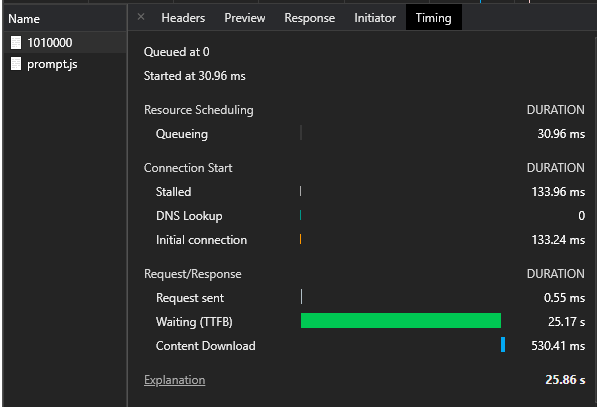 Name
× Headers Preview Response Initiator Timing
1010000
prompt.js
Queued at 0
Started at 30.96 ms
Resource Scheduling DURATION
Queueing 30.96 ms
Connection Start DURATION
Stalled 133.96 ms
DNS Lookup 0
Initial connection 133.24 ms
Request/Response DURATION
Request sent 0.55 ms
Waiting (TTFB) 25.17 s
Content Download 530.41 ms
Explanation 25.86 s